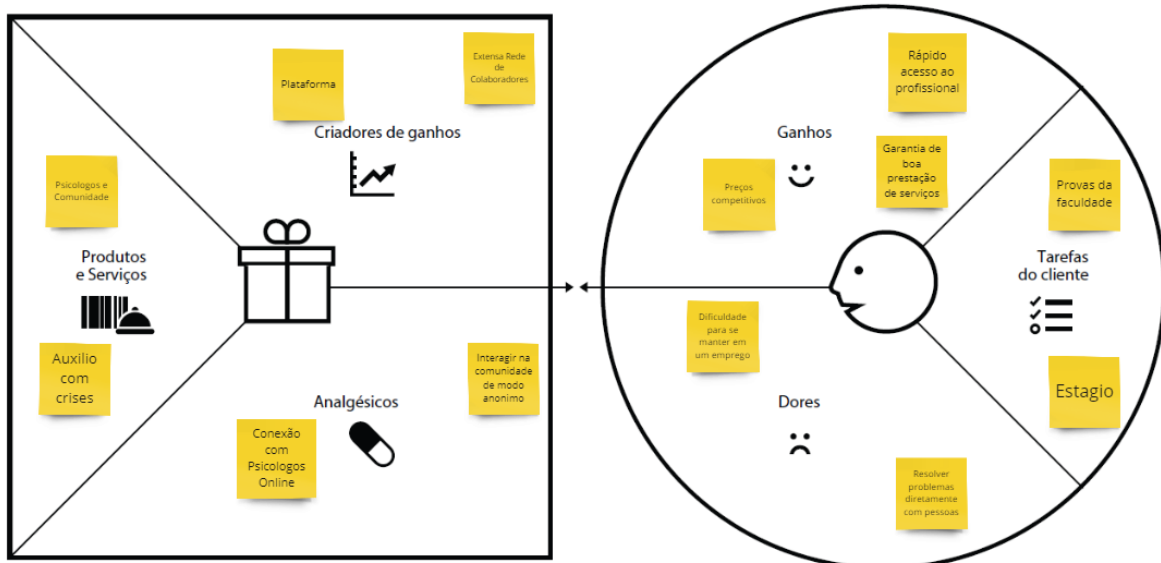 Plataforma
Extensa Rede
de
Colaboradores
Criadores de ganhos
Psicologos e
Comunidade
Produtos
e Serviços
Auxilio
com
crises
Analgésicos
Conexão
com
Psicologos
Online
Interagir na
comunidade
de modo
anonimo
Rápido
acesso ao
profissional
Ganhos
Garantia de
boa
prestação
de serviços
Preços
competitivos
Provas da
faculdade
Tarefas
do cliente
Estagio
Dificuldade
para se
manter em
um emprego
Dores
Resolver
problemas
diretamente
com pessoas